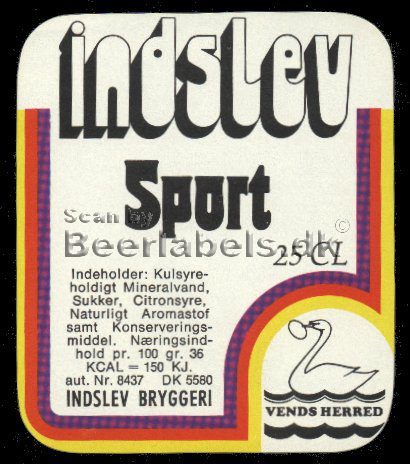 indslev
Sport
Scan by
Beerlabels.dk ©
25 CL
Indeholder: Kulsyre-
holdigt Mineralvand,
Sukker, Citronsyre,
Naturligt Aromastof
samt Konserverings-
middel. Næringsind-
hold pr. 100 gr. 36
KCAL = 150 KJ.
aut. Nr. 8437 DK 5580
INDSLEV BRYGGERI
VENDS HERRED